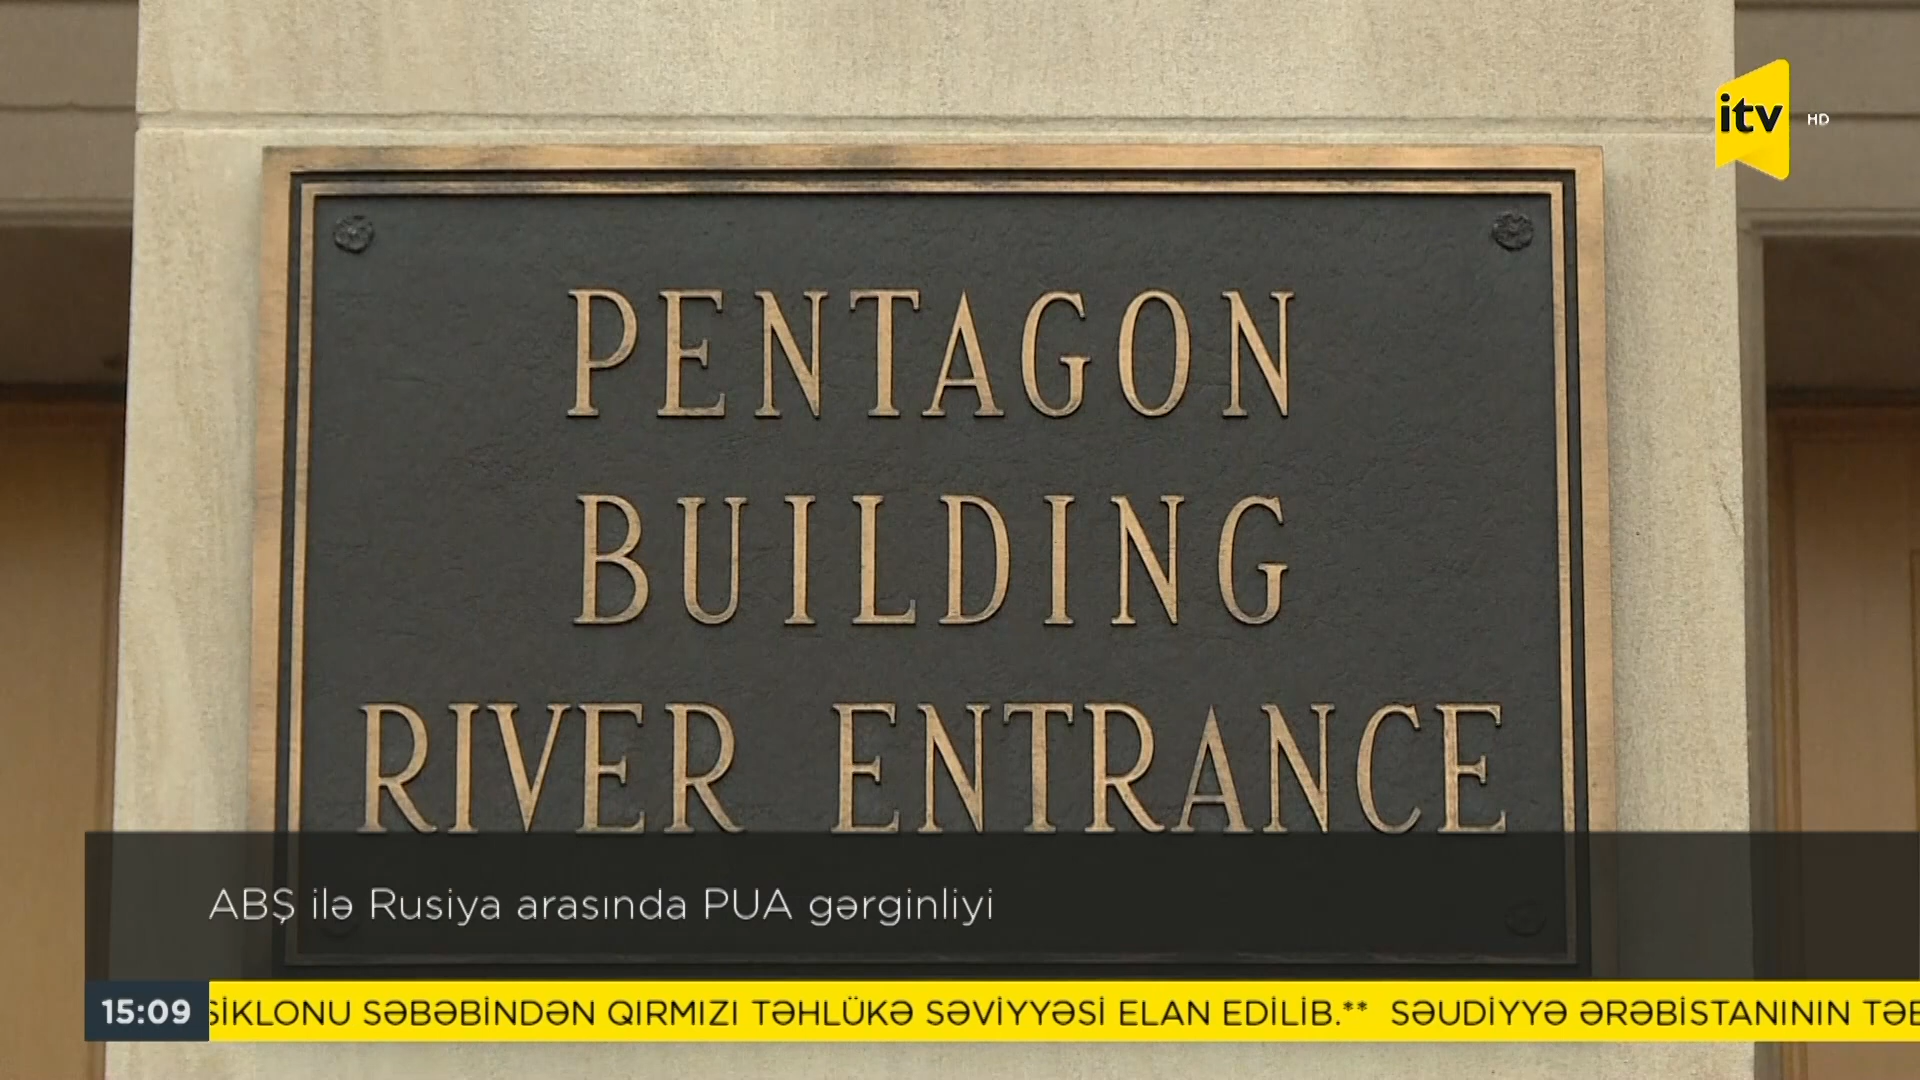 itv HD
PENTAGON
BUILDING
RIVER ENTRANCE
ABŞ ilə Rusiya arasında PUA gərginliyi
15:09 SİKLONU SƏBƏBİNDƏN QIRMIZI TƏHLÜKƏ SƏVİYYƏSİ ELAN EDİLİB.** SƏUDİYYƏ ƏRƏBİSTANININ